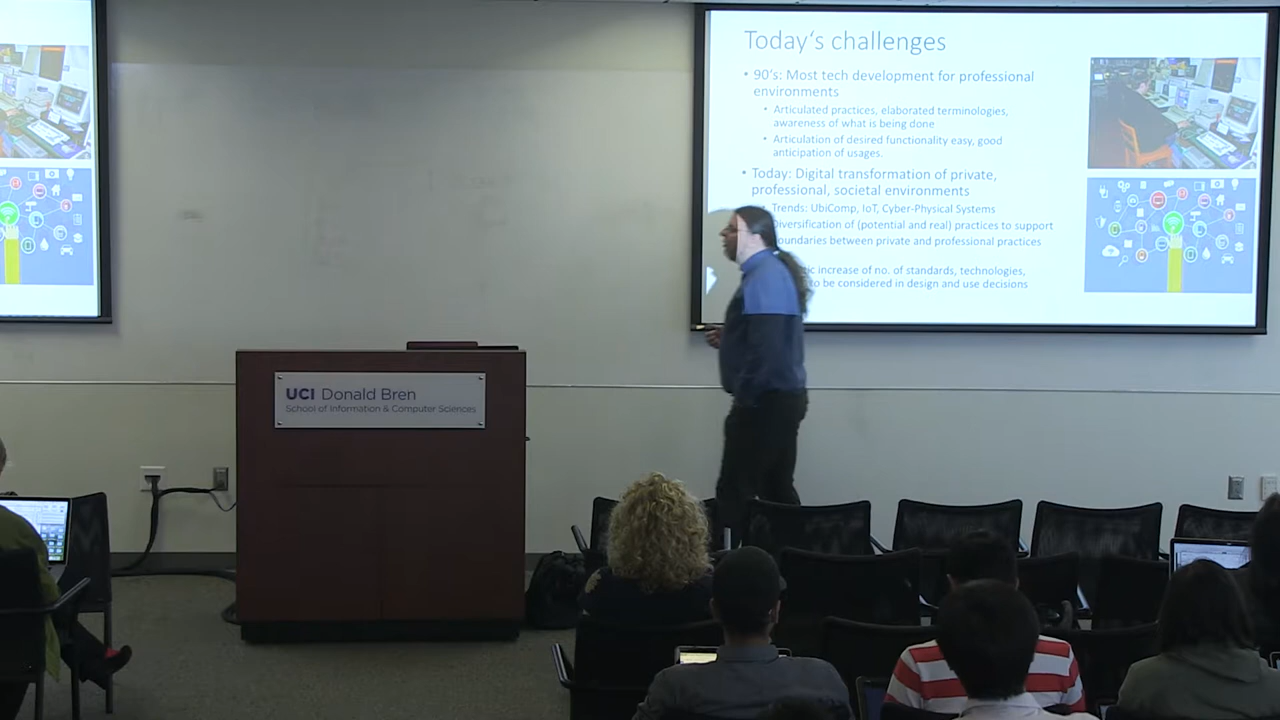 Today's challenges
• 90's: Most tech development for professional
environments
• Articulated practices, elaborated terminologies,
awareness of what is being done
• Articulation of desired functionality easy, good
anticipation of usages.
• Today: Digital transformation of private,
professional, societal environments
Trends: UbiComp, IoT, Cyber-Physical Systems
Diversification of (potential and real) practices to support
oundaries between private and professional practices
ic increase of no. of standards, technologies,
to be considered in design and use decisions
UCI Donald Bren
School of Information & Computer Sciences